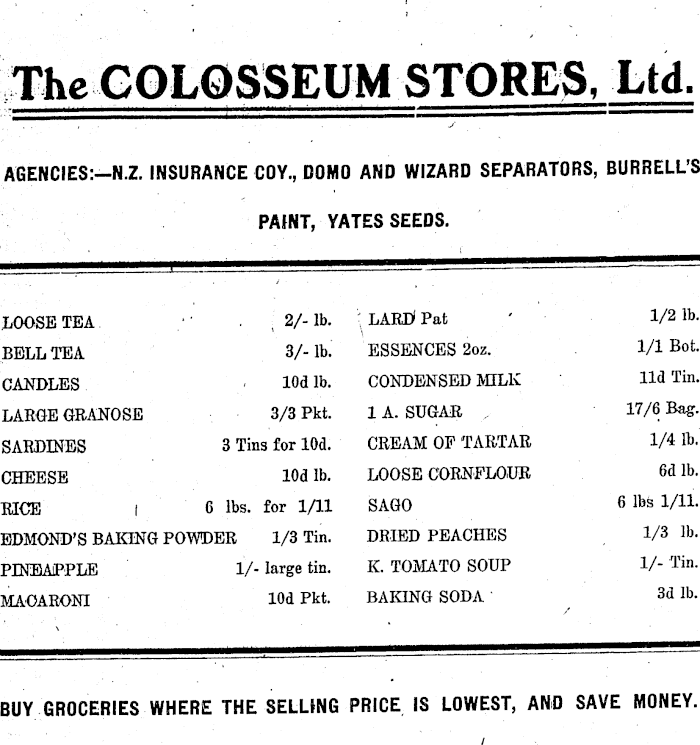 The COLOSSEUM STORES, Ltd.
AGENCIES:—N.Z. INSURANCE COY., DOMO AND WIZARD SEPARATORS, BURRELL'S
PAINT, YATES SEEDS.
LOOSE TEA 2/- lb.
BELL TEA 3/- lb.
CANDLES 10d lb.
LARGE GRANOSE 3/3 Pkt.
SARDINES 3 Tins for 10d.
CHEESE 10d lb.
RICE 6 lbs. for 1/11
EDMOND'S BAKING POWDER 1/3 Tin.
PINEAPPLE 1/- large tin.
MACARONI 10d Pkt.
LARD Pat 1/2 lb.
ESSENCES 2oz. 1/1 Bot.
CONDENSED MILK 11d Tin.
1 A. SUGAR 17/6 Bag.
CREAM OF TARTAR 1/4 lb.
LOOSE CORNFLOUR 6d lb.
SAGO 6 lbs 1/11.
DRIED PEACHES 1/3 lb.
K. TOMATO SOUP 1/- Tin.
BAKING SODA 3d lb.
BUY GROCERIES WHERE THE SELLING PRICE IS LOWEST, AND SAVE MONEY.